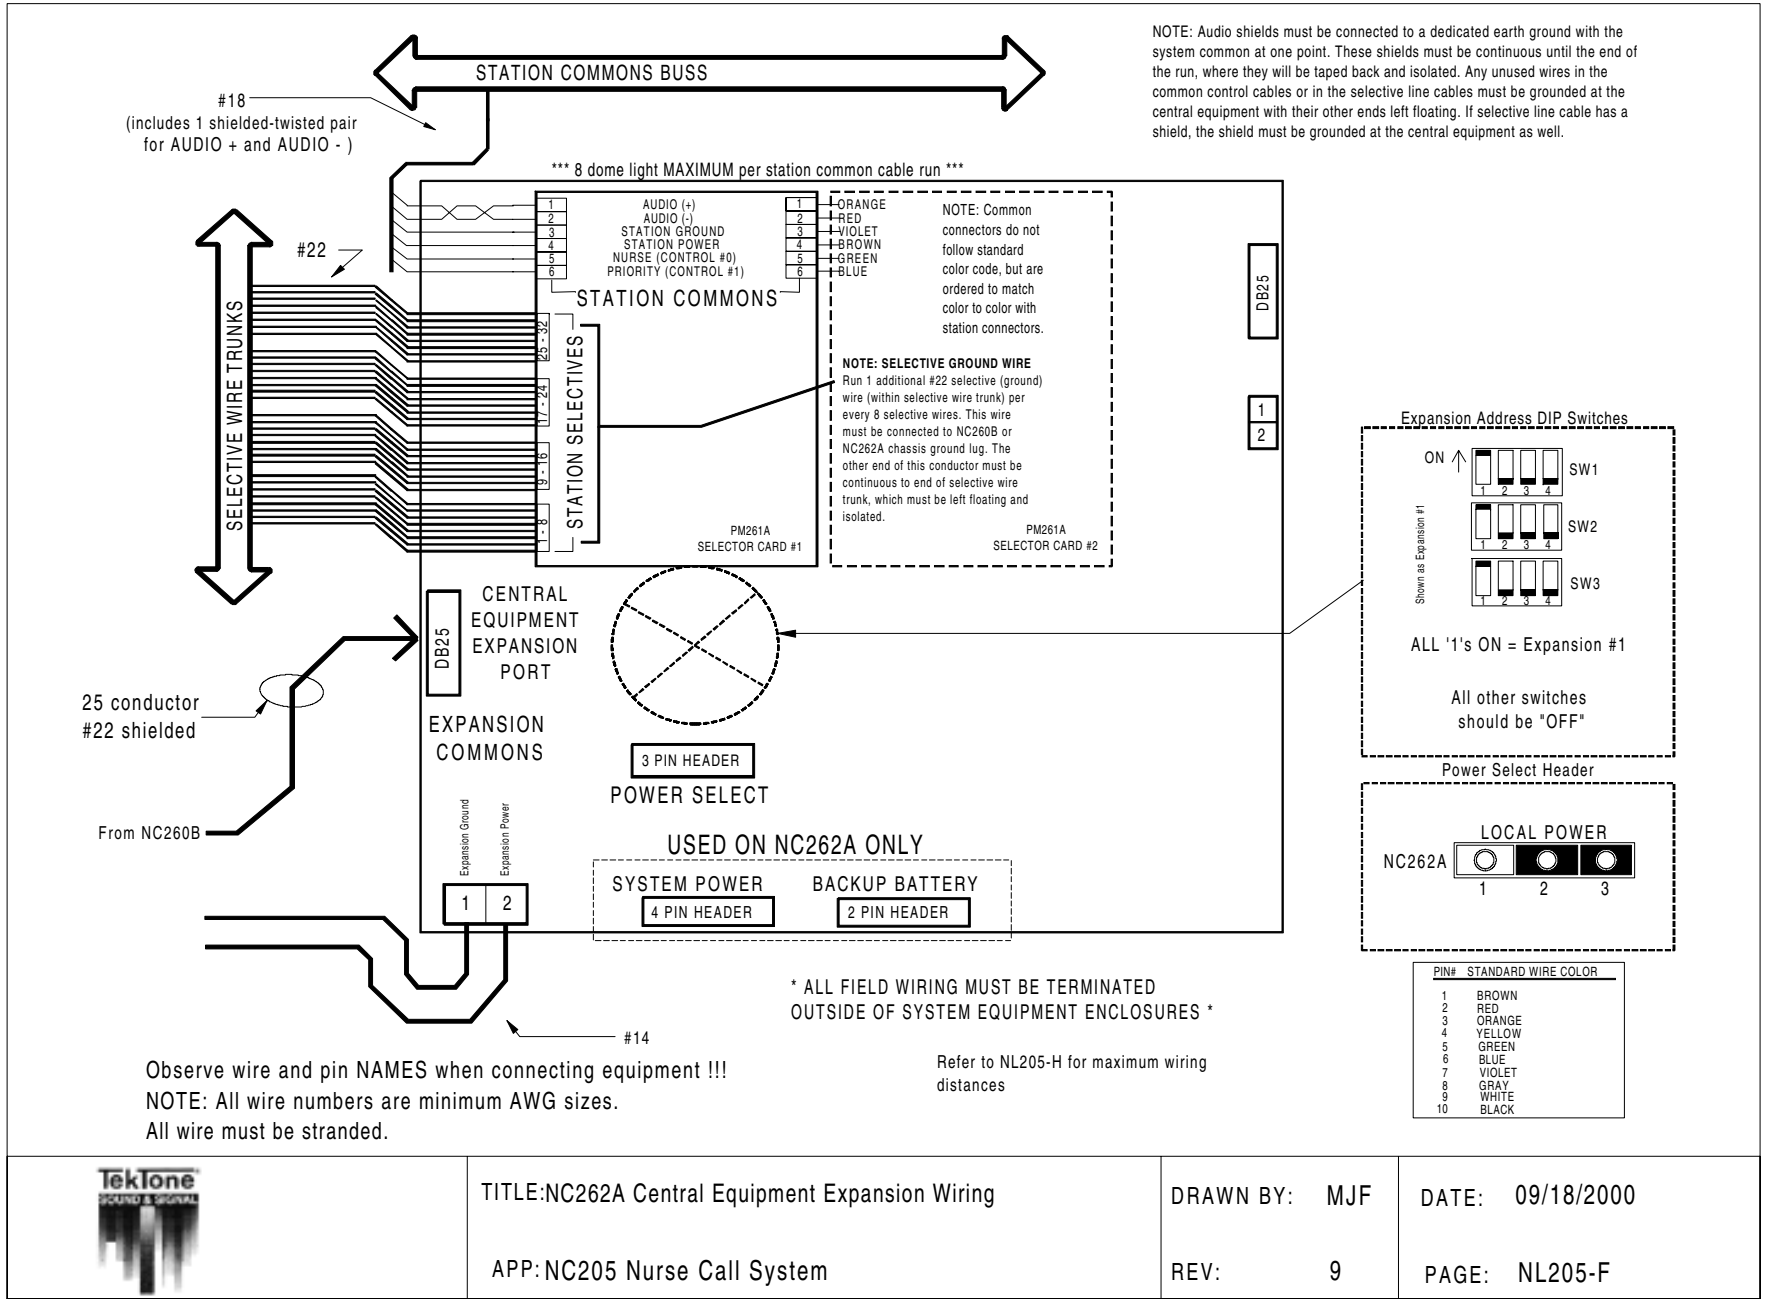 NOTE: Audio shields must be connected to a dedicated earth ground with the
system common at one point. These shields must be continuous until the end of
the run, where they will be taped back and isolated. Any unused wires in the
common control cables or in the selective line cables must be grounded at the
central equipment with their other ends left floating. If selective line cable has a
shield, the shield must be grounded at the central equipment as well.
STATION COMMONS BUSS
#18
(includes 1 shielded-twisted pair
for AUDIO + and AUDIO - )
*** 8 dome light MAXIMUM per station common cable run ***
1 AUDIO (+) 1 ORANGE
2 AUDIO (-) 2 RED
3 STATION GROUND 3 VIOLET
4 STATION POWER 4 BROWN
5 NURSE (CONTROL #0) 5 GREEN
6 PRIORITY (CONTROL #1) 6 BLUE
STATION COMMONS
NOTE: Common
connectors do not
follow standard
color code, but are
ordered to match
color to color with
station connectors.
#22
SELECTIVE WIRE TRUNKS
25 - 32
17 - 24
9 - 16
1 - 8
STATION SELECTIVES
NOTE: SELECTIVE GROUND WIRE
Run 1 additional #22 selective (ground)
wire (within selective wire trunk) per
every 8 selective wires. This wire
must be connected to NC260B or
NC262A chassis ground lug. The
other end of this conductor must be
continuous to end of selective wire
trunk, which must be left floating and
isolated.
PM261A
SELECTOR CARD #1
PM261A
SELECTOR CARD #2
DB25
1
2
Expansion Address DIP Switches
ON
1 2 3 4
SW1
1 2 3 4
SW2
1 2 3 4
SW3
Shown as Expansion #1
ALL '1's ON = Expansion #1
All other switches
should be "OFF"
DB25
CENTRAL
EQUIPMENT
EXPANSION
PORT
25 conductor
#22 shielded
EXPANSION
COMMONS
3 PIN HEADER
POWER SELECT
From NC260B
Expansion Ground
Expansion Power
1 2
USED ON NC262A ONLY
SYSTEM POWER
4 PIN HEADER
BACKUP BATTERY
2 PIN HEADER
Power Select Header
LOCAL POWER
NC262A
1 2 3
#14
* ALL FIELD WIRING MUST BE TERMINATED
OUTSIDE OF SYSTEM EQUIPMENT ENCLOSURES *
Refer to NL205-H for maximum wiring
distances
PIN# STANDARD WIRE COLOR
1 BROWN
2 RED
3 ORANGE
4 YELLOW
5 GREEN
6 BLUE
7 VIOLET
8 GRAY
9 WHITE
10 BLACK
Observe wire and pin NAMES when connecting equipment !!!
NOTE: All wire numbers are minimum AWG sizes.
All wire must be stranded.
TekTone
SOUND & SIGNAL
TITLE:NC262A Central Equipment Expansion Wiring
APP: NC205 Nurse Call System
DRAWN BY: MJF
REV: 9
DATE: 09/18/2000
PAGE: NL205-F